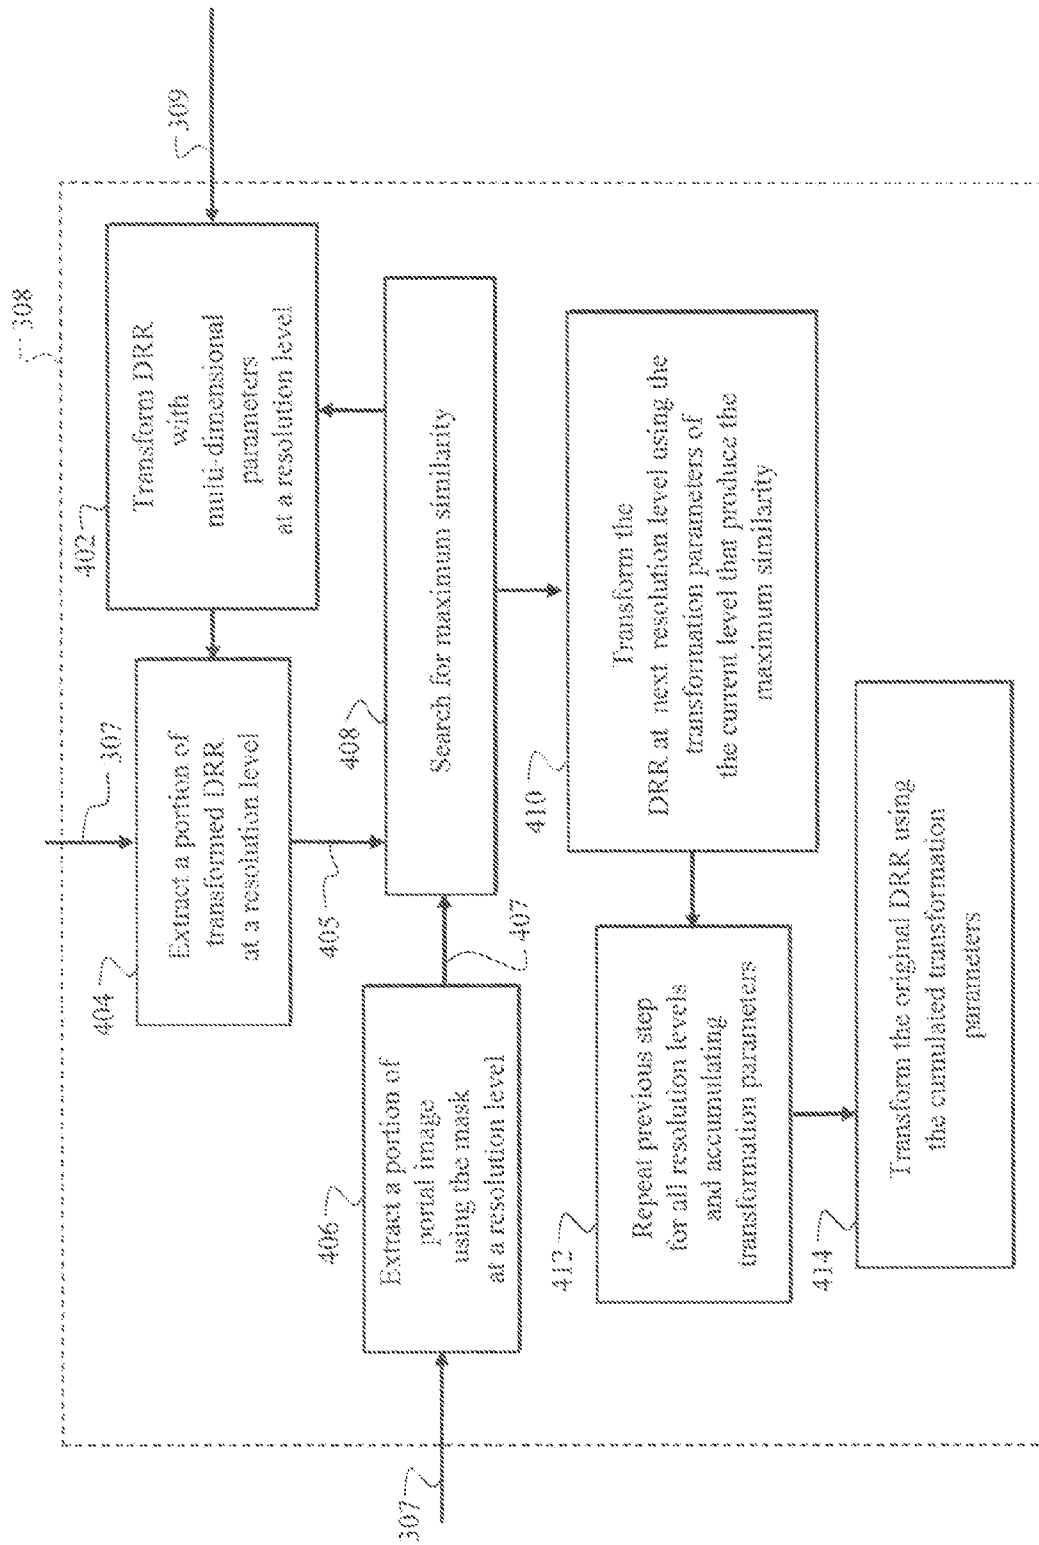 308
307
309
404
Extract a portion of
transformed DRR
at a resolution level
402
Transform DRR
with
multi-dimensional
parameters
at a resolution level
405
307
406
Extract a portion of
portal image
using the mask
at a resolution level
407
408
Search for maximum similarity
412
Repeat previous step
for all resolution levels
and accumulating
transformation parameters
410
Transform the
DRR at next resolution level using the
transformation parameters of
the current level that produce the
maximum similarity
414
Transform the original DRR using
the cumulated transformation
parameters